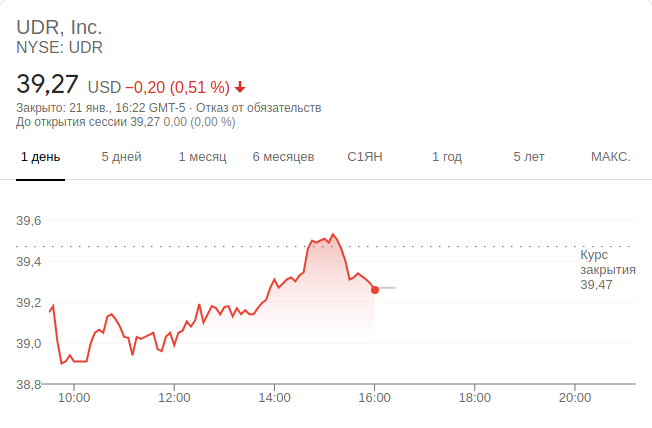 UDR, Inc.
NYSE: UDR
39,27 USD −0,20 (0,51 %)
Закрыто: 21 янв., 16:22 GMT-5 · Отказ от обязательств
До открытия сессии 39,27 0,00 (0,00 %)
1 день 5 дней 1 месяц 6 месяцев С1ЯН 1 год 5 лет МАКС.
39,6
39,4
39,2
39,0
38,8
Курс
закрытия
39,47
10:00 12:00 14:00 16:00 18:00 20:00